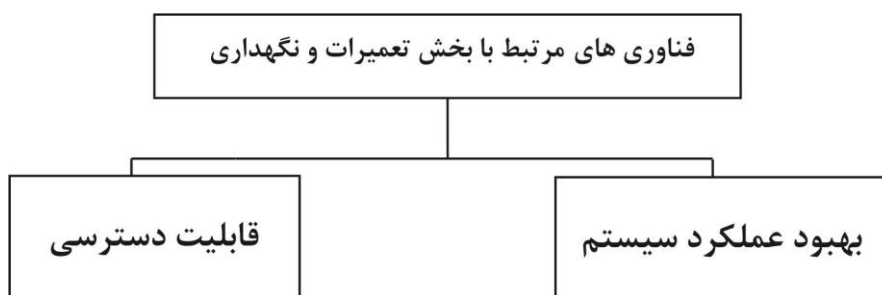 فناوری های مرتبط با بخش تعمیرات و نگهداری
بهبود عملکرد سیستم
قابلیت دسترسی